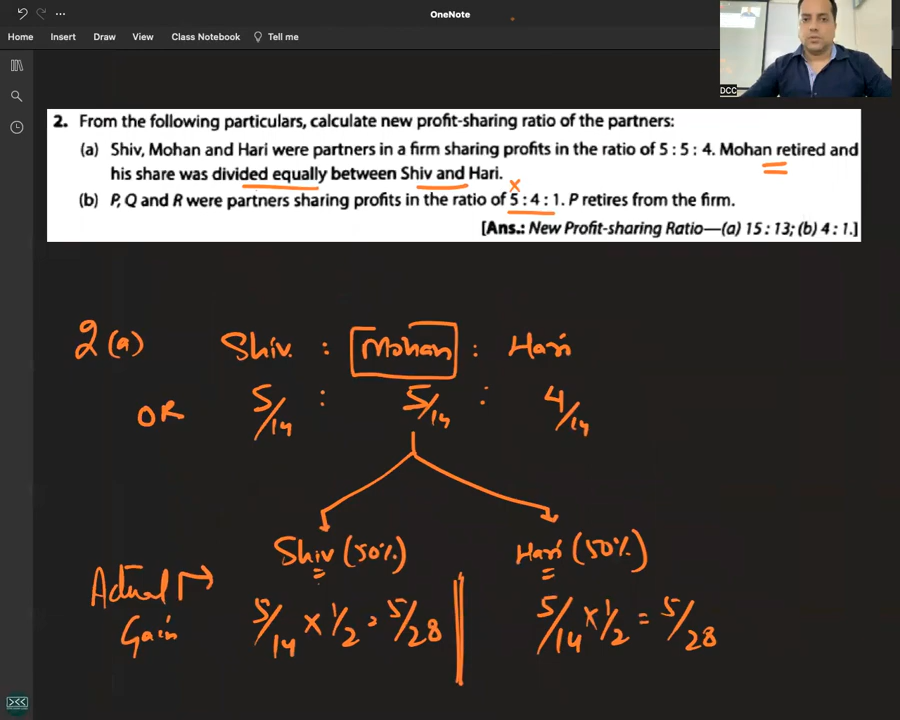 OneNote
Home Insert Draw View Class Notebook Tell me
DCC
2. From the following particulars, calculate new profit-sharing ratio of the partners:
(a) Shiv, Mohan and Hari were partners in a firm sharing profits in the ratio of 5 : 5 : 4. Mohan retired and
his share was divided equally between Shiv and Hari.
x
(b) P, Q and R were partners sharing profits in the ratio of 5 : 4 : 1. P retires from the firm.
[Ans.: New Profit-sharing Ratio—(a) 15 : 13; (b) 4 : 1.]
2 (a) Shiv : Mohan : Hari
OR 5/14 : 5/14 : 4/14
Shiv (50%) Hari (50%)
Actual 5/14 x 1/2 = 5/28 5/14 x 1/2 = 5/28
Gain